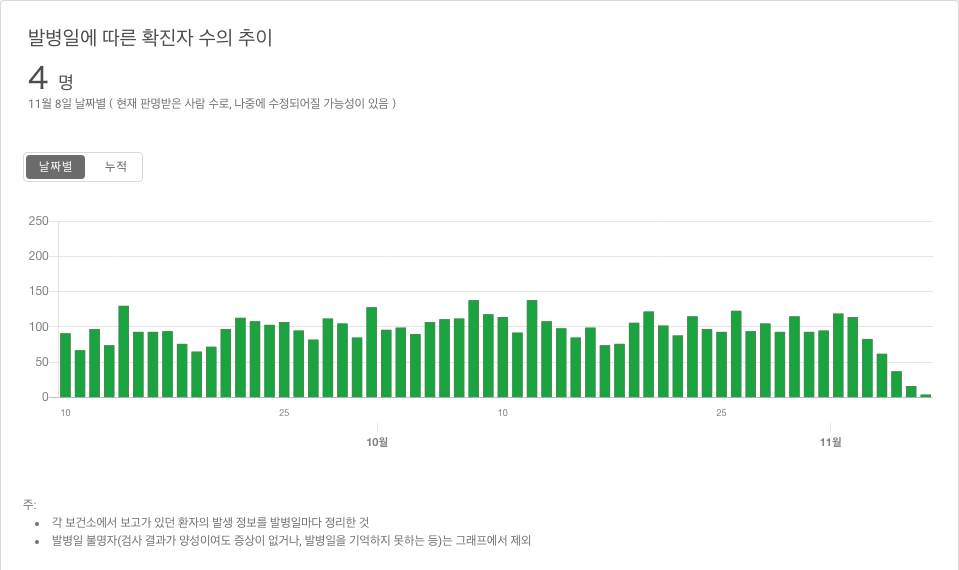 발병일에 따른 확진자 수의 추이
4 명
11월 8일 날짜별 ( 현재 판명받은 사람 수로, 나중에 수정되어질 가능성이 있음 )
날짜별 누적
250
200
150
100
50
0
10 25 10 25
10월 11월
주:
• 각 보건소에서 보고가 있던 환자의 발생 정보를 발병일마다 정리한 것
• 발병일 불명자(검사 결과가 양성이여도 증상이 없거나, 발병일을 기억하지 못하는 등)는 그래프에서 제외